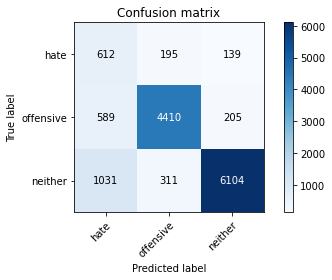 Confusion matrix
hate 612 195 139
offensive 589 4410 205
neither 1031 311 6104
hate offensive neither
True label
Predicted label
6000
5000
4000
3000
2000
1000